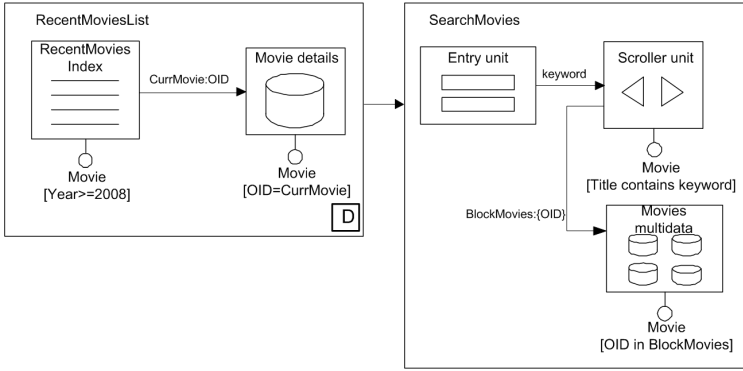 RecentMoviesList
RecentMovies
Index
CurrMovie:OID
Movie details
Movie
[Year>=2008]
Movie
[OID=CurrMovie]
D
SearchMovies
Entry unit
keyword
Scroller unit
Movie
[Title contains keyword]
BlockMovies:{OID}
Movies
multidata
Movie
[OID in BlockMovies]